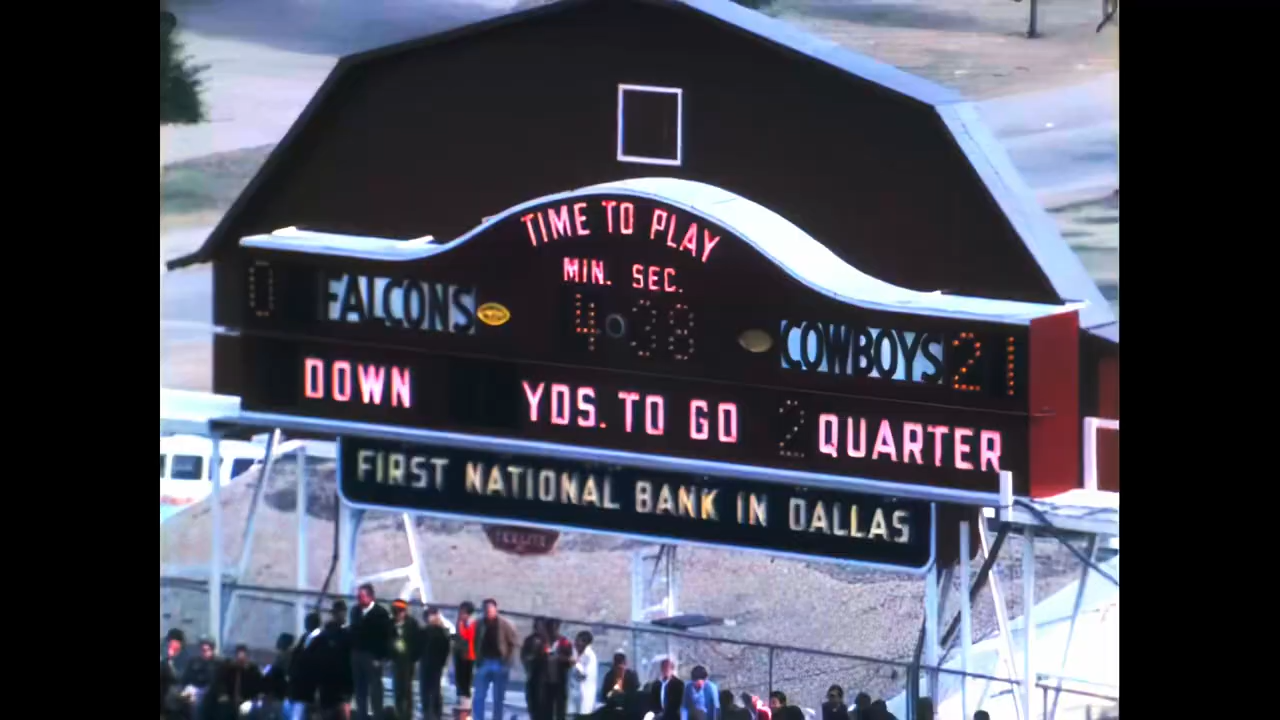 TIME TO PLAY
MIN. SEC.
0 FALCONS 4:38 COWBOYS 21
DOWN YDS. TO GO 2 QUARTER
FIRST NATIONAL BANK IN DALLAS